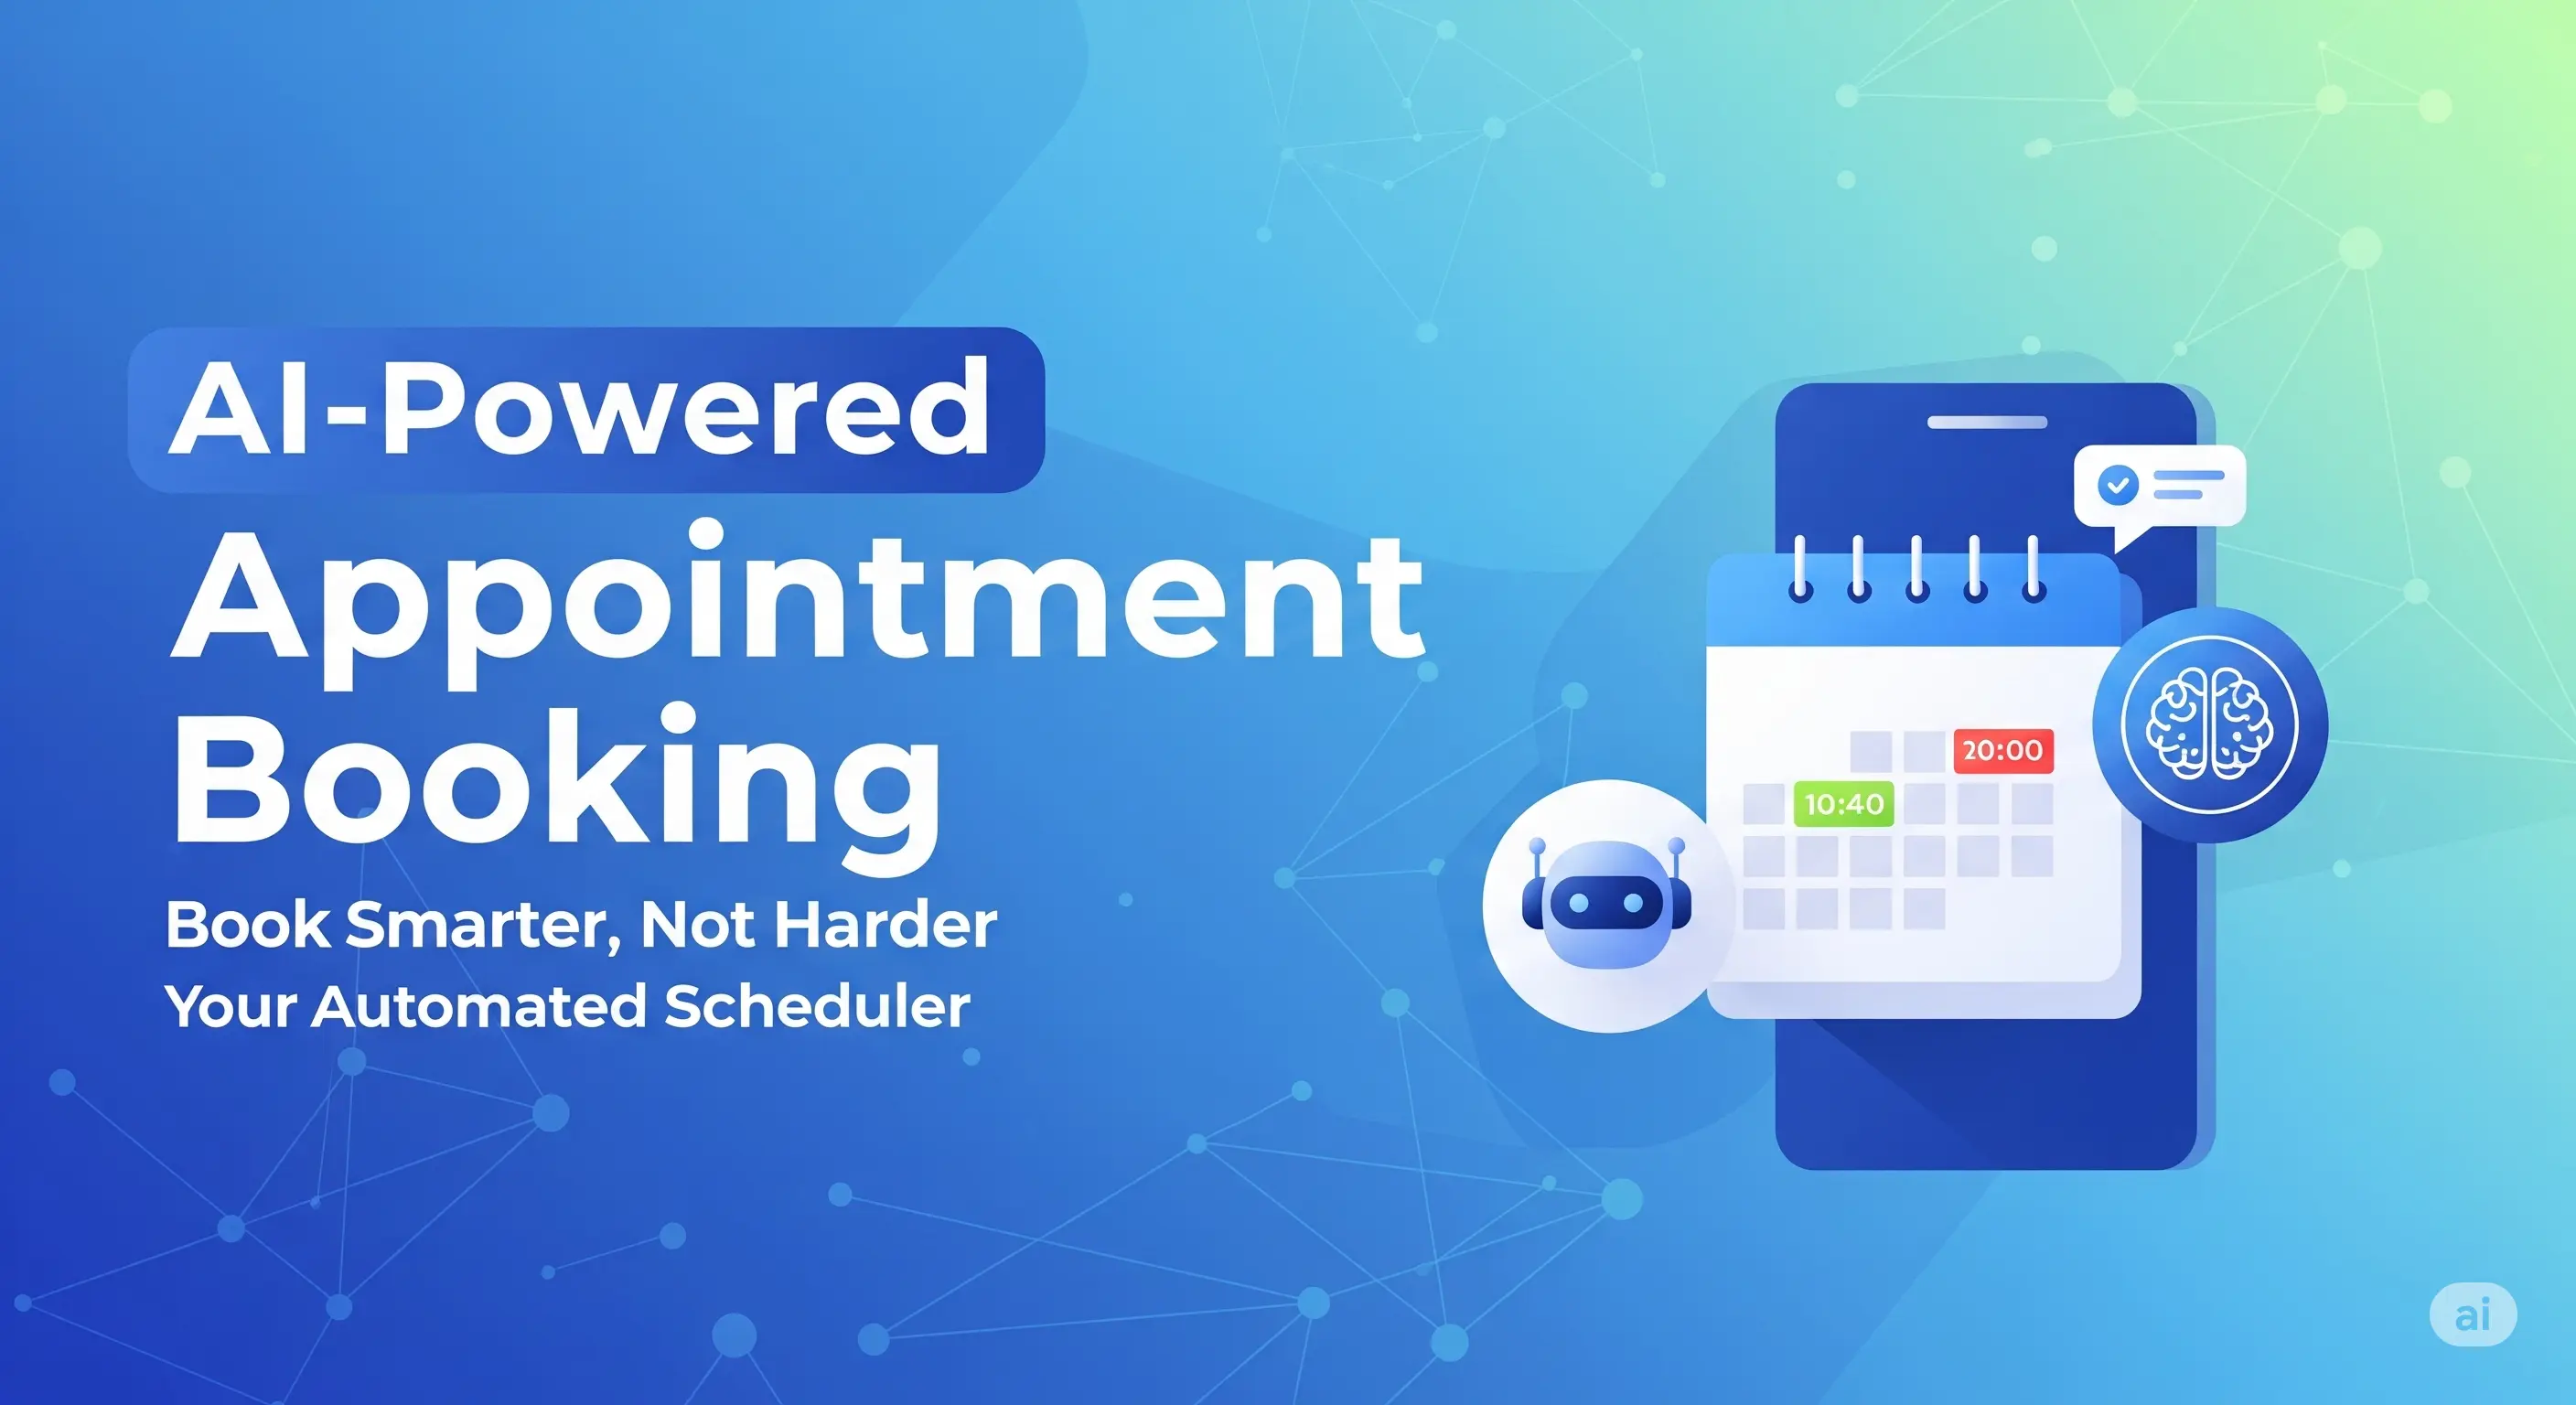 AI-Powered
Appointment
Booking
Book Smarter, Not Harder
Your Automated Scheduler
20:00
10:40
ai